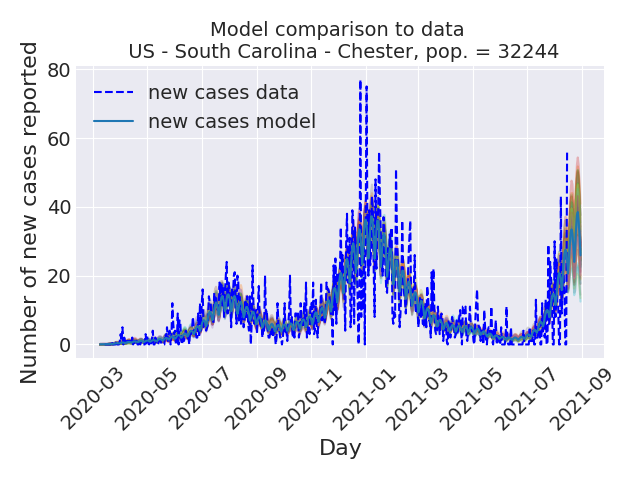 Model comparison to data
US - South Carolina - Chester, pop. = 32244
Number of new cases reported
80
60
40
20
0
new cases data
new cases model
2020-03
2020-05
2020-07
2020-09
2020-11
2021-01
2021-03
2021-05
2021-07
2021-09
Day